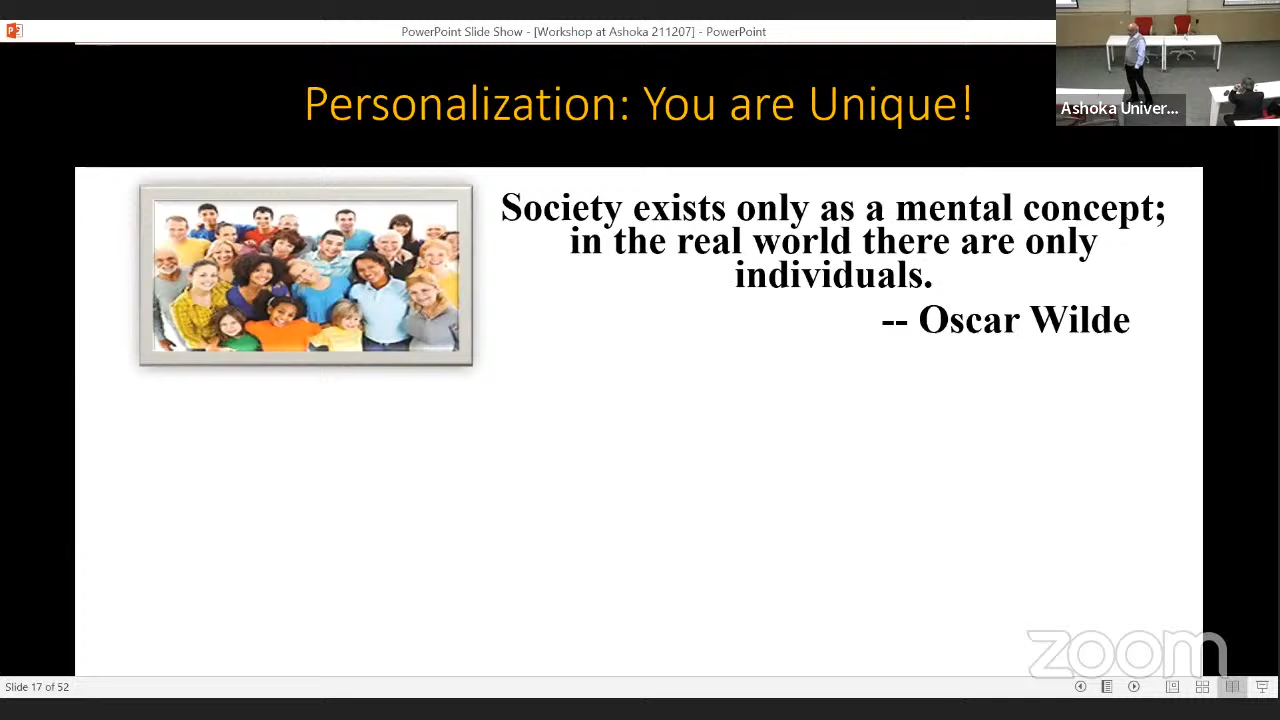 PowerPoint Slide Show - [Workshop at Ashoka 211207] - PowerPoint
Personalization: You are Unique!
Ashoka Univer...
Society exists only as a mental concept;
in the real world there are only
individuals.
-- Oscar Wilde
zoom
Slide 17 of 52